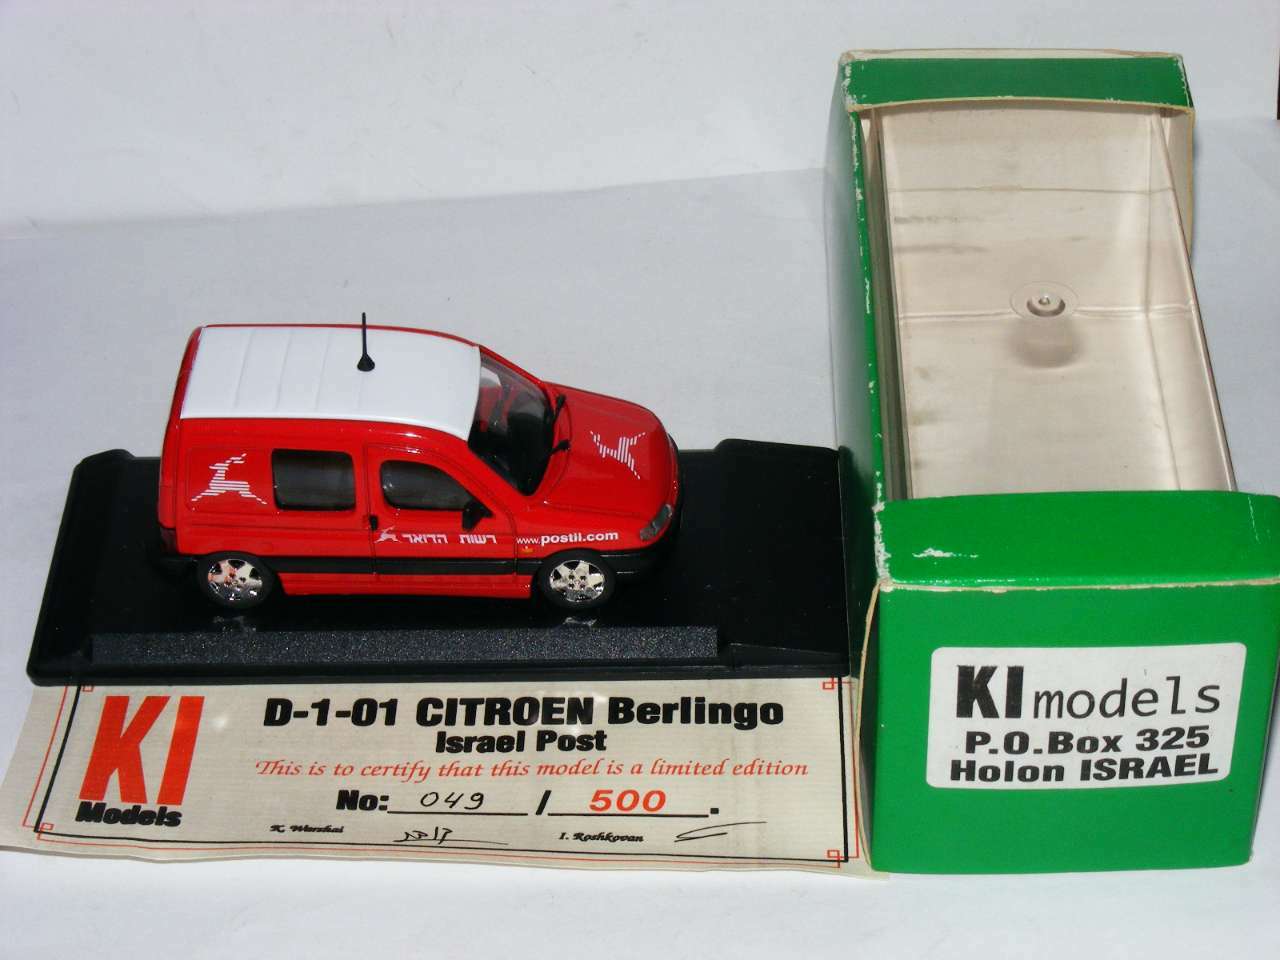 רשות הדואר
www.postil.com
KI
Models
D-1-01 CITROEN Berlingo
Israel Post
This is to certify that this model is a limited edition
No: 049 / 500 .
K. Warshai
I. Roshkovan
KI models
P.O.Box 325
Holon ISRAEL